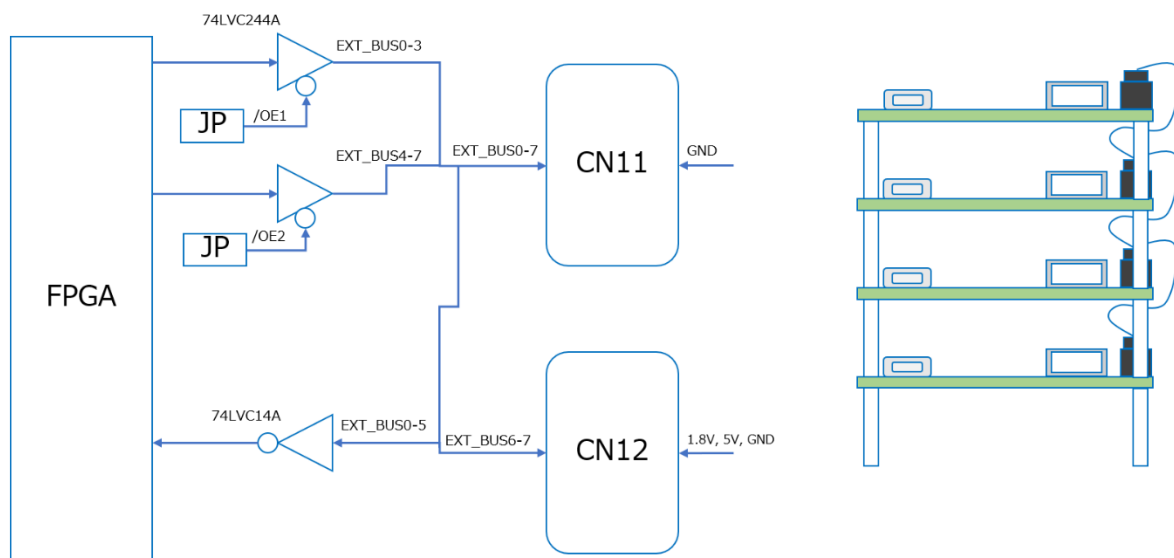 74LVC244A
EXT_BUS0-3
JP
/OE1
EXT_BUS4-7
EXT_BUS0-7
CN11
GND
JP
/OE2
FPGA
74LVC14A
EXT_BUS0-5
EXT_BUS6-7
CN12
1.8V, 5V, GND